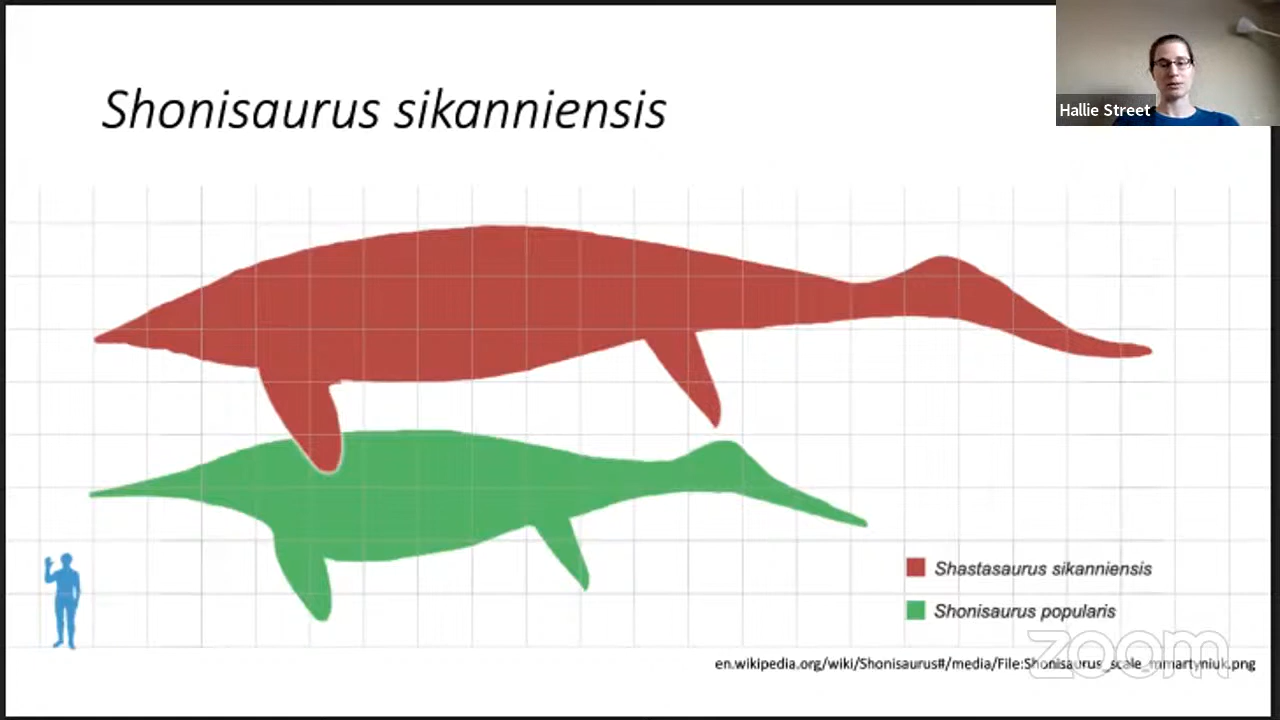 Shonisaurus sikanniensis
Hallie Street
Shastasaurus sikanniensis
Shonisaurus popularis
zoom
en.wikipedia.org/wiki/Shonisaurus#/media/File:Shonisaurus_scale_mmartyniuk.png